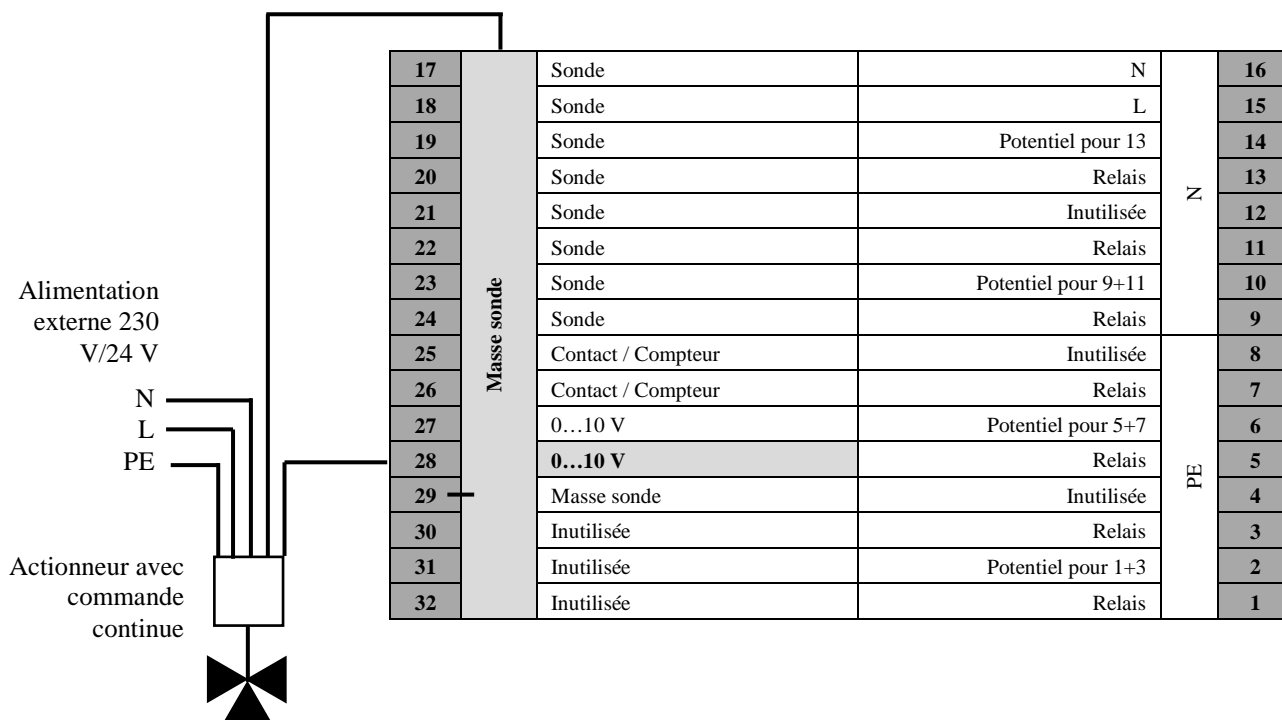 17 Sonde N 16
18 Sonde L 15
19 Sonde Potentiel pour 13 14
20 Sonde Relais 13
21 Sonde Inutilisée 12
22 Sonde Relais 11
23 Sonde Potentiel pour 9+11 10
24 Sonde Relais 9
25 Contact / Compteur Inutilisée 8
26 Contact / Compteur Relais 7
27 0…10 V Potentiel pour 5+7 6
28 0…10 V Relais 5
29 Masse sonde Inutilisée 4
30 Inutilisée Relais 3
31 Inutilisée Potentiel pour 1+3 2
32 Inutilisée Relais 1
Masse sonde
N
PE
Alimentation
externe 230
V/24 V
N
L
PE
Actionneur avec
commande
continue